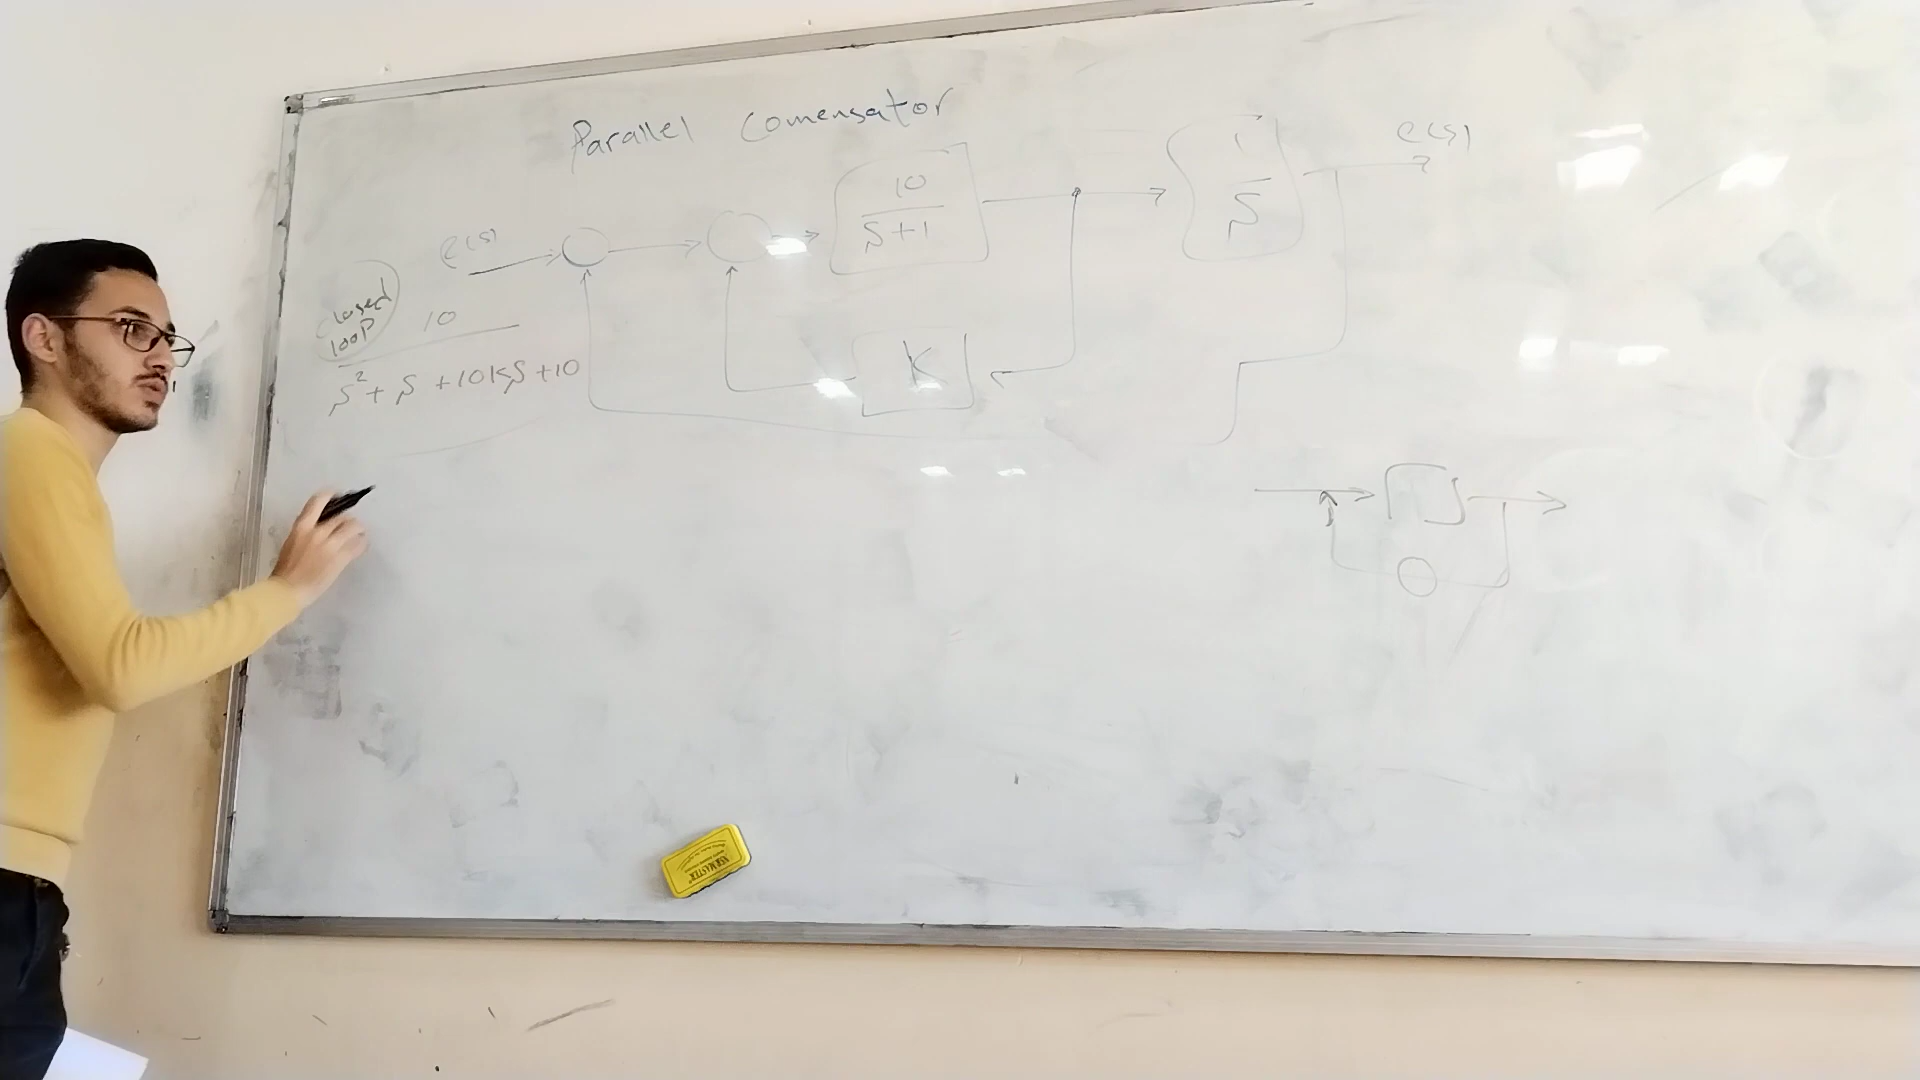 Parallel Comensator
e(s)
10
S+1
1
S
C(S)
K
closed
loop
10
S² + S + 10KS + 10